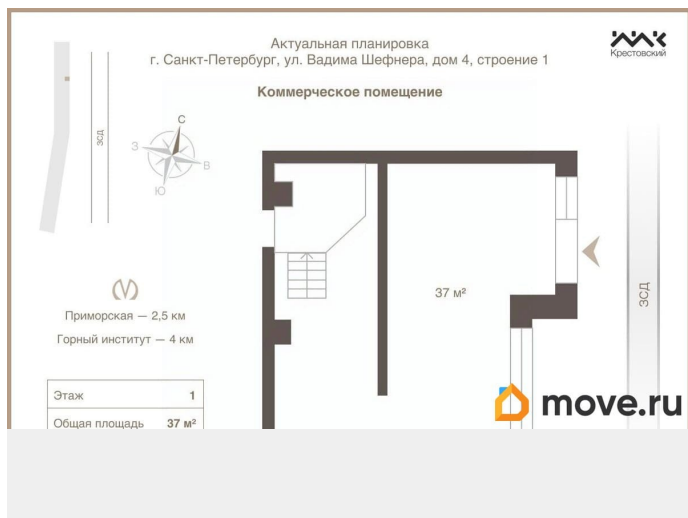 Актуальная планировка
г. Санкт-Петербург, ул. Вадима Шефнера, дом 4, строение 1
Коммерческое помещение
Крестовский
ЗСД
С
З
В
Ю
Приморская — 2,5 км
Горный институт — 4 км
Этаж 1
Общая площадь 37 м²
37 м²
ЗСД
move.ru